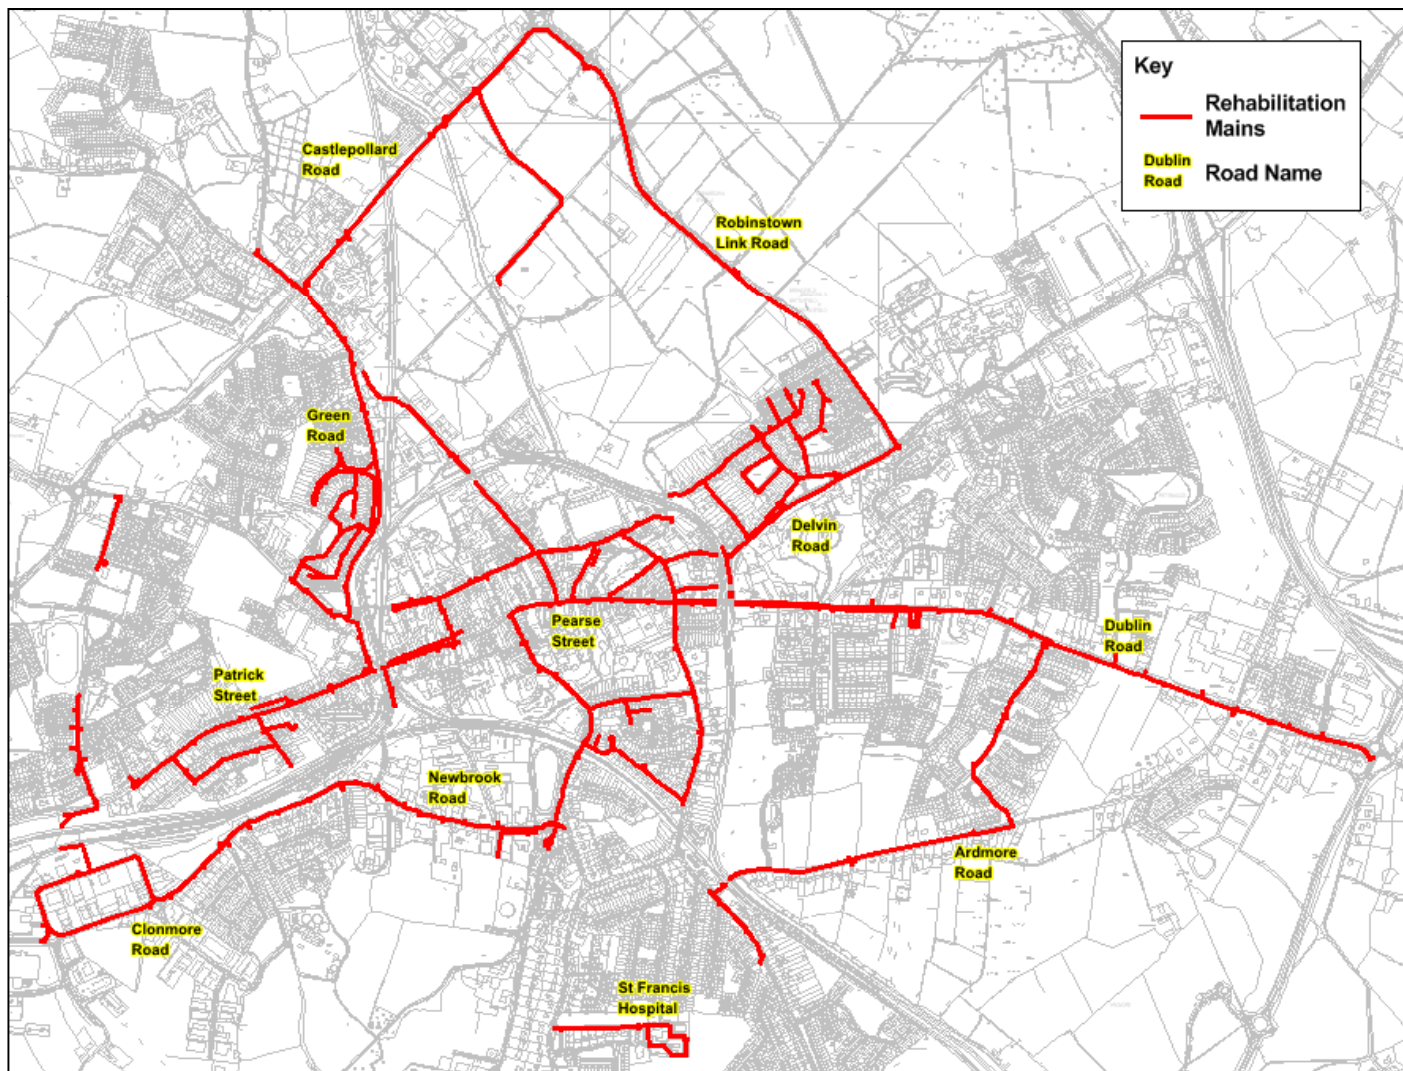 Key
Rehabilitation
Mains
Dublin
Road
Road Name
Castlepollard
Road
Robinstown
Link Road
Green
Road
Delvin
Road
Pearse
Street
Dublin
Road
Patrick
Street
Newbrook
Road
Ardmore
Road
Clonmore
Road
St Francis
Hospital